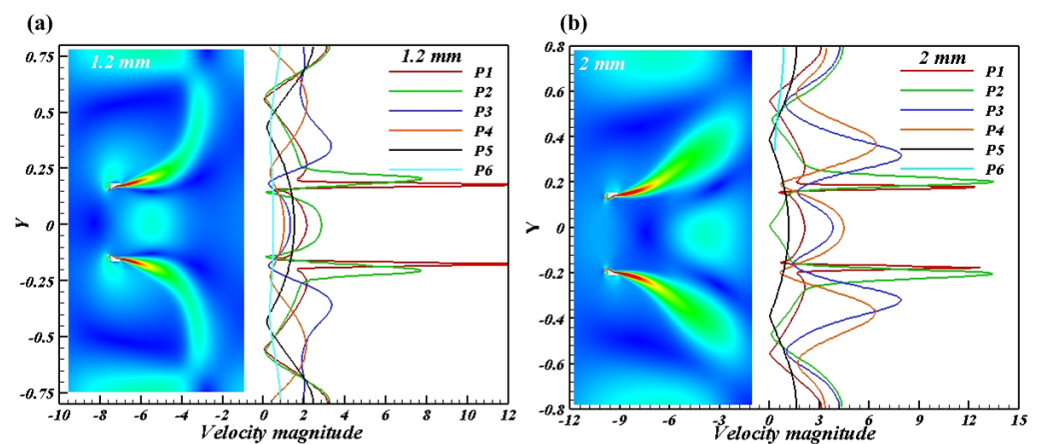 (a)
1.2 mm
1.2 mm
P1
P2
P3
P4
P5
P6
0.75
0.5
0.25
0
-0.25
-0.5
-0.75
Y
-10 -8 -6 -4 -2 0 2 4 6 8 10 12
Velocity magnitude
(b)
2 mm
2 mm
P1
P2
P3
P4
P5
P6
0.8
0.6
0.4
0.2
0
-0.2
-0.4
-0.6
-0.8
Y
-12 -9 -6 -3 0 3 6 9 12 15
Velocity magnitude